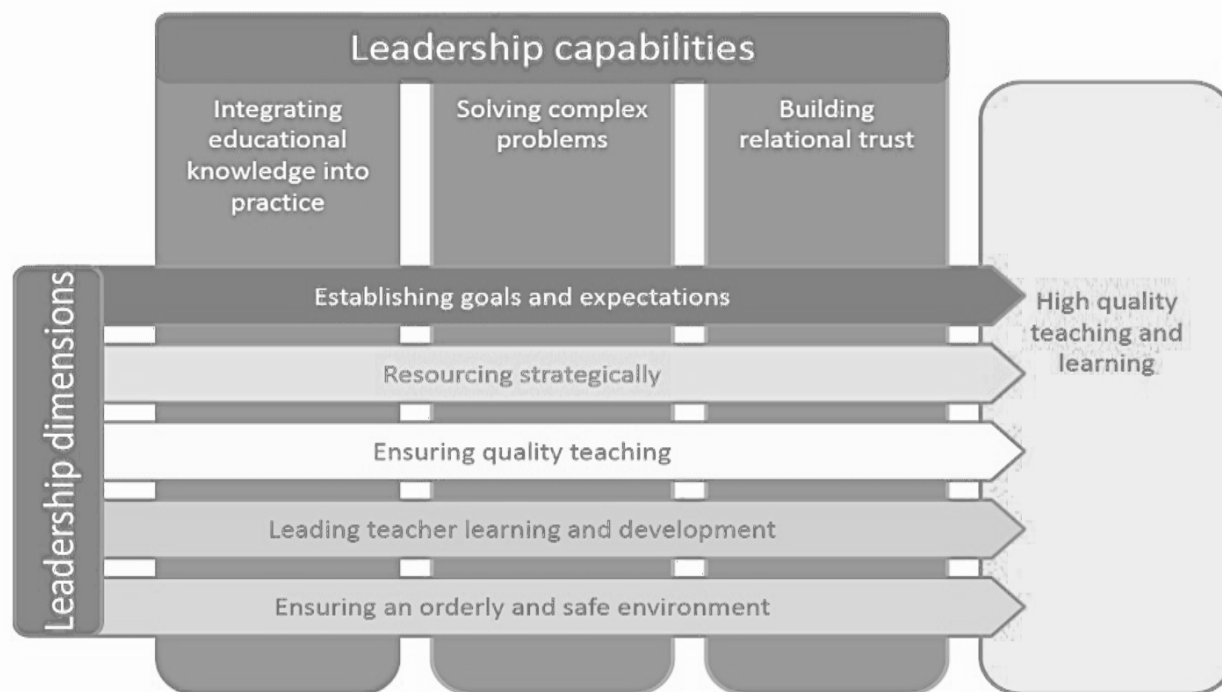 Leadership capabilities
Integrating
educational
knowledge into
practice
Solving complex
problems
Building
relational trust
Leadership dimensions
Establishing goals and expectations
Resourcing strategically
Ensuring quality teaching
Leading teacher learning and development
Ensuring an orderly and safe environment
High quality
teaching and
learning